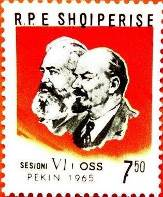 R.P.E SHQIPERISE
SESIONI VI I OSS
PEKIN 1965
7.50